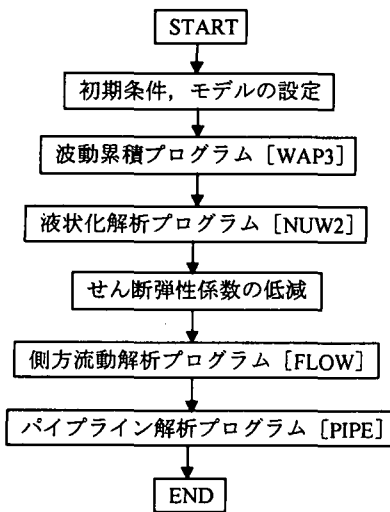 START
初期条件，モデルの設定
波動累積プログラム［WAP3］
液状化解析プログラム［NUW2］
せん断弾性係数の低減
側方流動解析プログラム［FLOW］
パイプライン解析プログラム［PIPE］
END